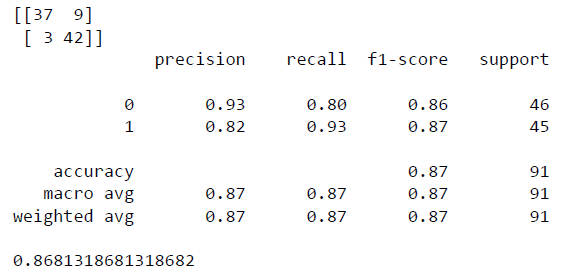 [[37  9]
 [ 3 42]]
              precision    recall  f1-score   support

           0       0.93      0.80      0.86        46
           1       0.82      0.93      0.87        45

    accuracy                           0.87        91
   macro avg       0.87      0.87      0.87        91
weighted avg       0.87      0.87      0.87        91

0.8681318681318682